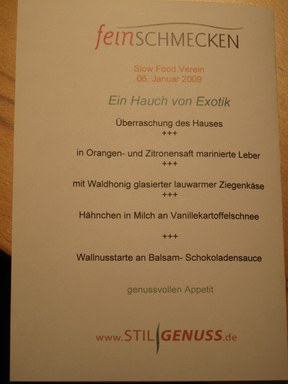 feinSCHMECKEN
Slow Food Verein
06. Januar 2009
Ein Hauch von Exotik
Überraschung des Hauses
+++
in Orangen- und Zitronensaft marinierte Leber
+++
mit Waldhonig glasierter lauwarmer Ziegenkäse
+++
Hähnchen in Milch an Vanillekartoffelschnee
+++
Wallnusstarte an Balsam- Schokoladensauce
genussvollen Appetit
www.STIL|GENUSS.de